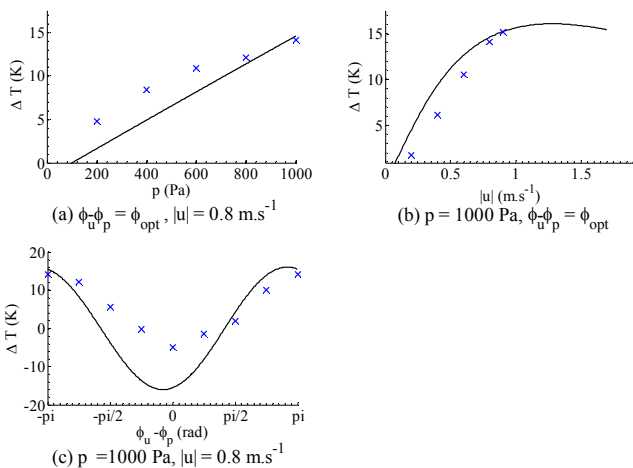 15
10
5
0
Δ T (K)
0 200 400 600 800 1000
p (Pa)
(a) ϕu-ϕp = ϕopt , |u| = 0.8 m.s-1
15
10
5
Δ T (K)
0 0.5 1 1.5
|u| (m.s-1)
(b) p = 1000 Pa, ϕu-ϕp = ϕopt
20
10
0
-10
-20
Δ T (K)
-pi -pi/2 0 pi/2 pi
ϕu -ϕp (rad)
(c) p =1000 Pa, |u| = 0.8 m.s-1